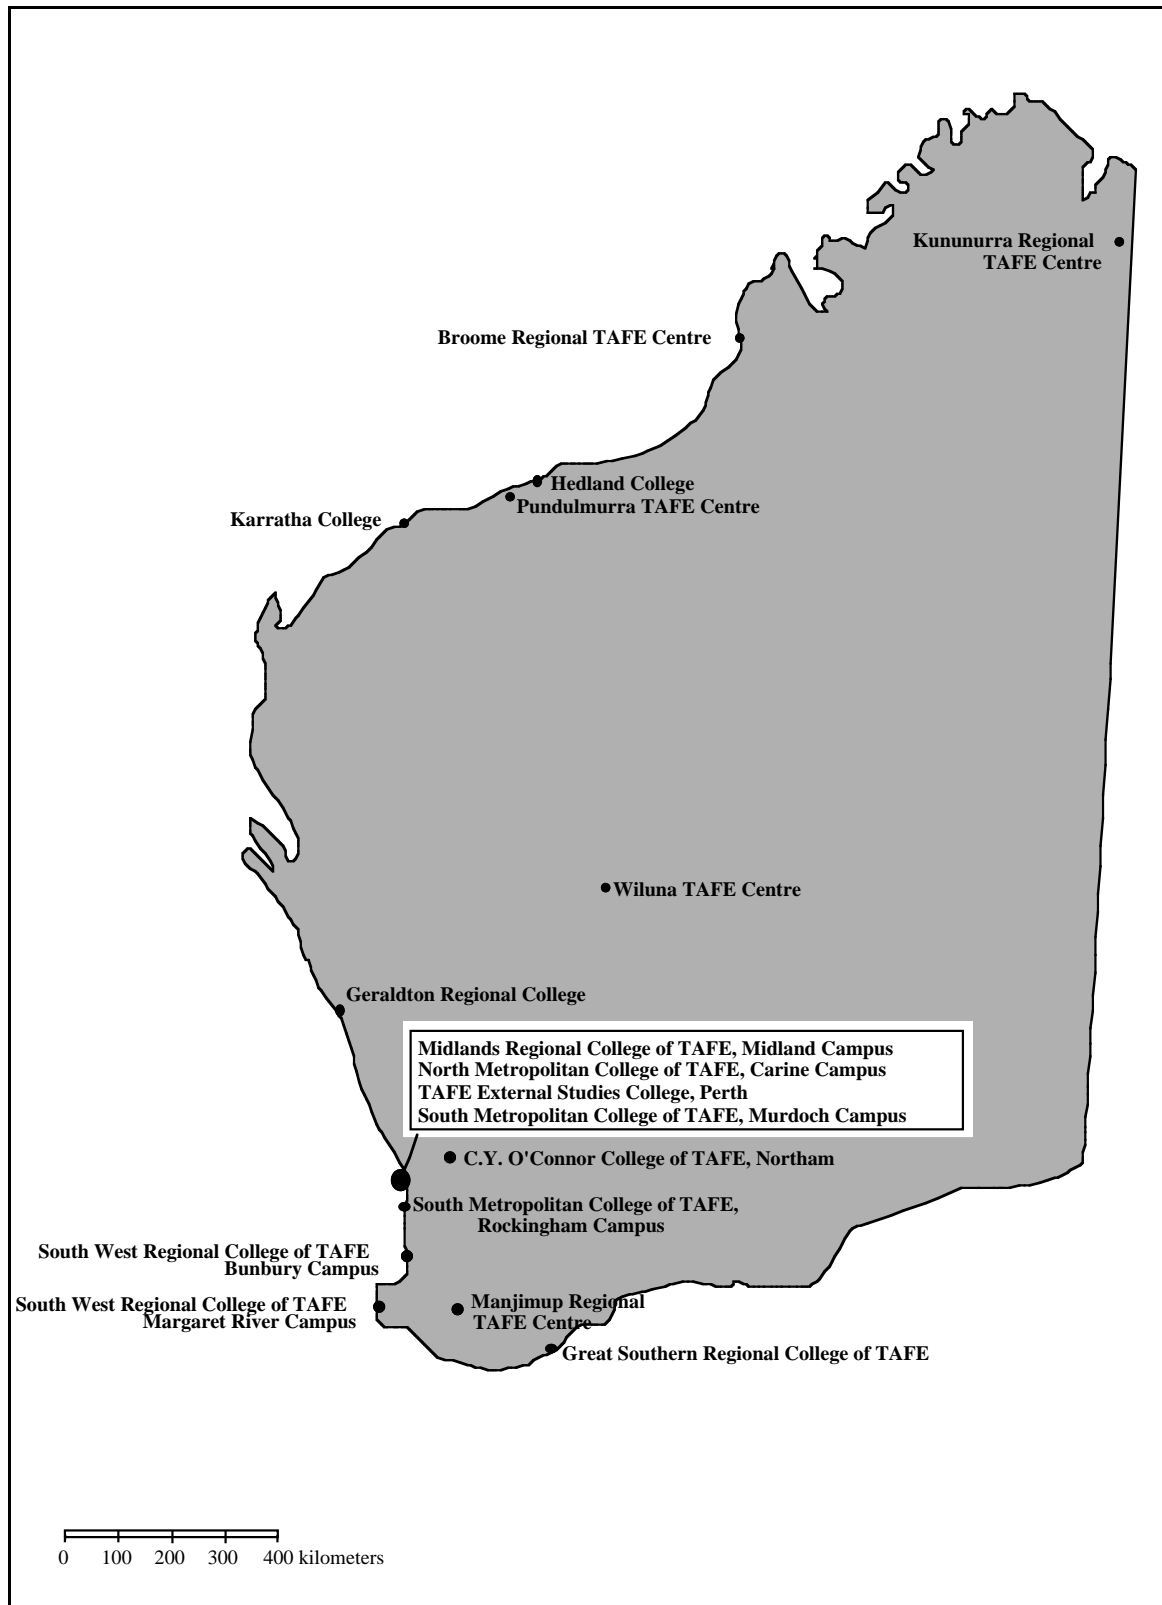 Kununurra Regional
TAFE Centre
Broome Regional TAFE Centre
Hedland College
Pundulmurra TAFE Centre
Karratha College
Wiluna TAFE Centre
Geraldton Regional College
Midlands Regional College of TAFE, Midland Campus
North Metropolitan College of TAFE, Carine Campus
TAFE External Studies College, Perth
South Metropolitan College of TAFE, Murdoch Campus
C.Y. O'Connor College of TAFE, Northam
South Metropolitan College of TAFE,
Rockingham Campus
South West Regional College of TAFE
Bunbury Campus
South West Regional College of TAFE
Margaret River Campus
Manjimup Regional
TAFE Centre
Great Southern Regional College of TAFE
0 100 200 300 400 kilometers